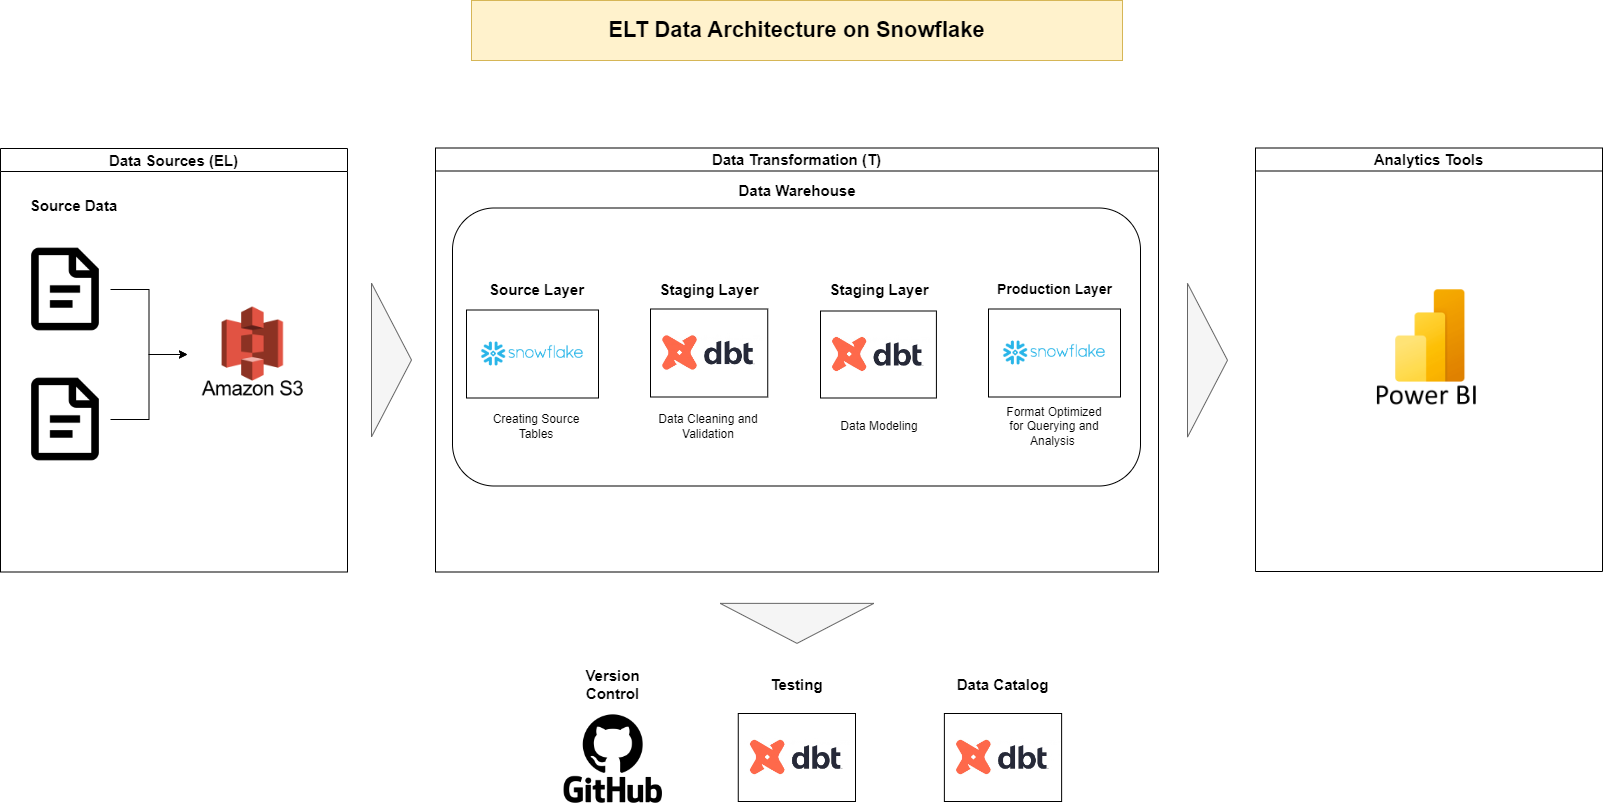 ELT Data Architecture on Snowflake
Data Sources (EL)
Source Data
Amazon S3
Data Transformation (T)
Data Warehouse
Source Layer
snowflake
Creating Source
Tables
Staging Layer
dbt
Data Cleaning and
Validation
Staging Layer
dbt
Data Modeling
Production Layer
snowflake
Format Optimized
for Querying and
Analysis
Analytics Tools
Power BI
Version
Control
GitHub
Testing
dbt
Data Catalog
dbt